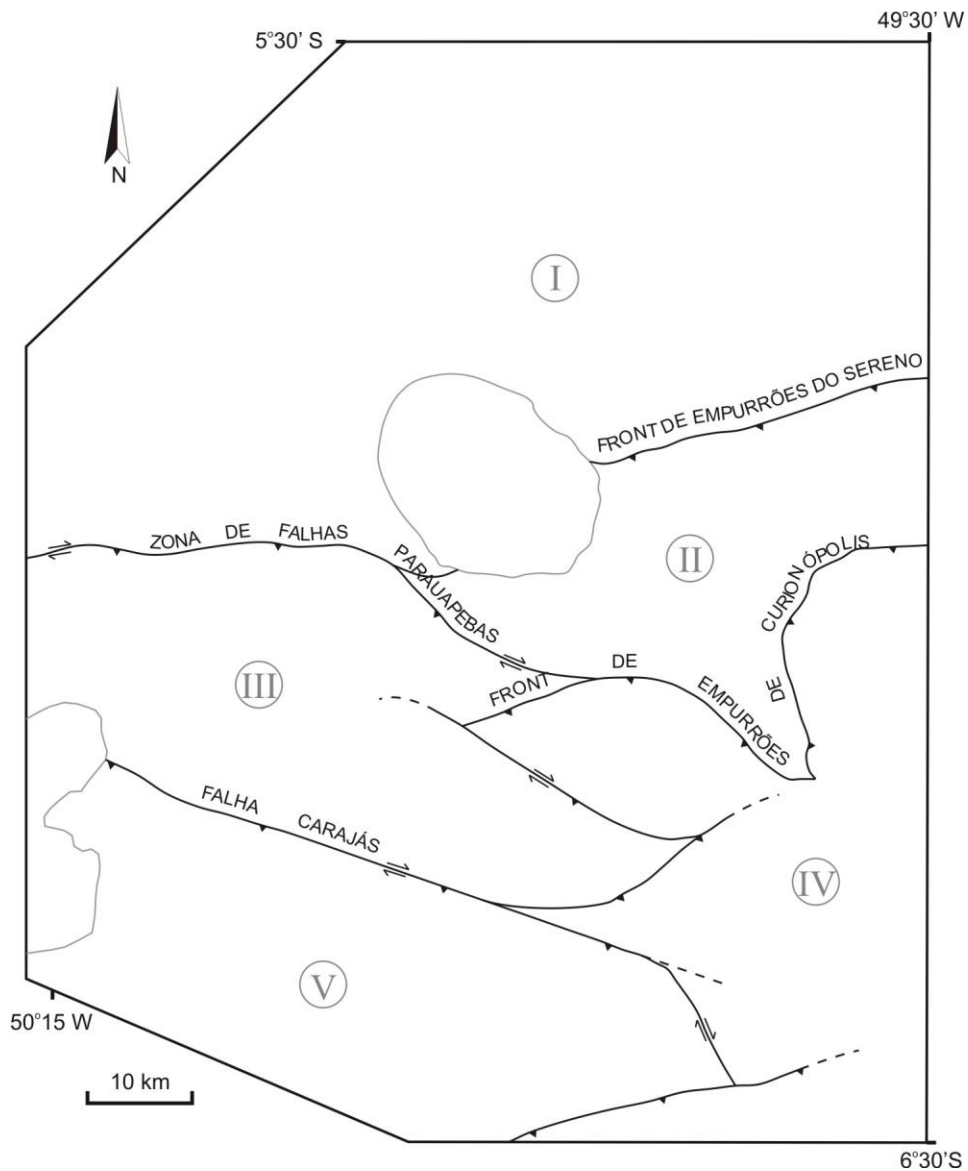 49°30' W
5°30' S
N
I
FRONT DE EMPURRÕES DO SERENO
ZONA DE FALHAS PARAUAPEBAS
II
FRONT DE EMPURRÕES DE CURIONÓPOLIS
III
FALHA CARAJÁS
IV
V
50°15 W
10 km
6°30'S